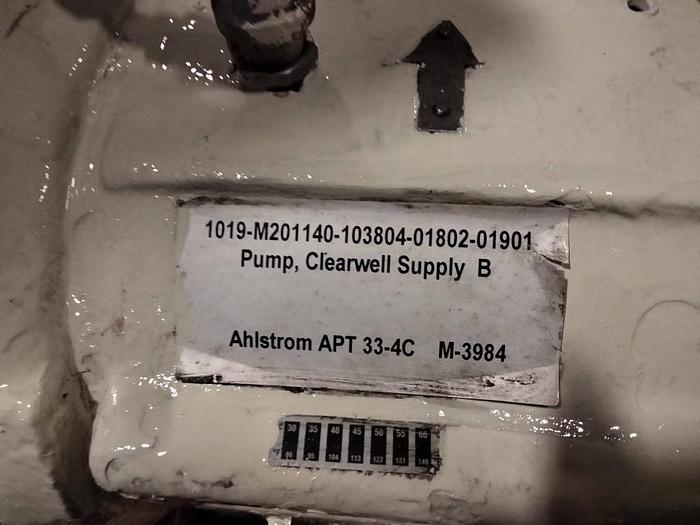 1019-M201140-103804-01802-01901
Pump, Clearwell Supply B
Ahlstrom APT 33-4C M-3984
30 35 40 45 50 55 60
95 104 113 122 131 140